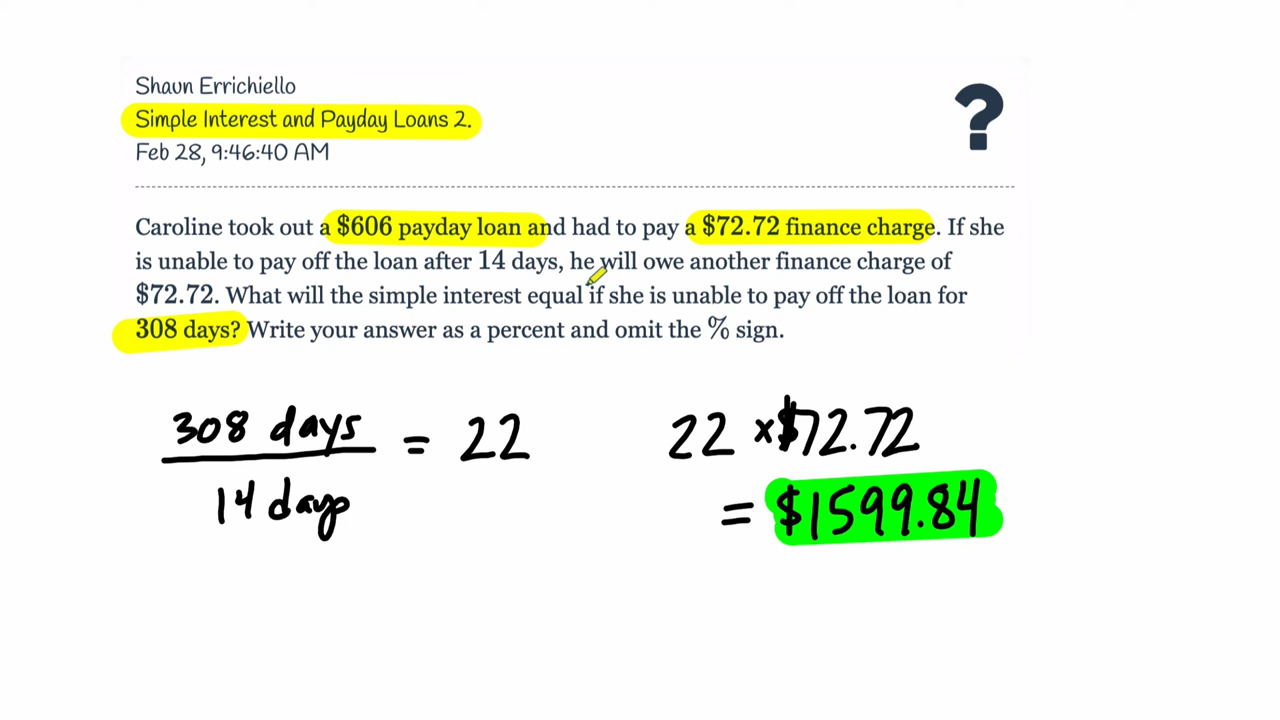 Shaun Errichiello
Simple Interest and Payday Loans 2.
Feb 28, 9:46:40 AM
?
Caroline took out a $606 payday loan and had to pay a $72.72 finance charge. If she
is unable to pay off the loan after 14 days, he will owe another finance charge of
$72.72. What will the simple interest equal if she is unable to pay off the loan for
308 days? Write your answer as a percent and omit the % sign.
308 days
14 days
= 22
22 × $72.72
= $1599.84